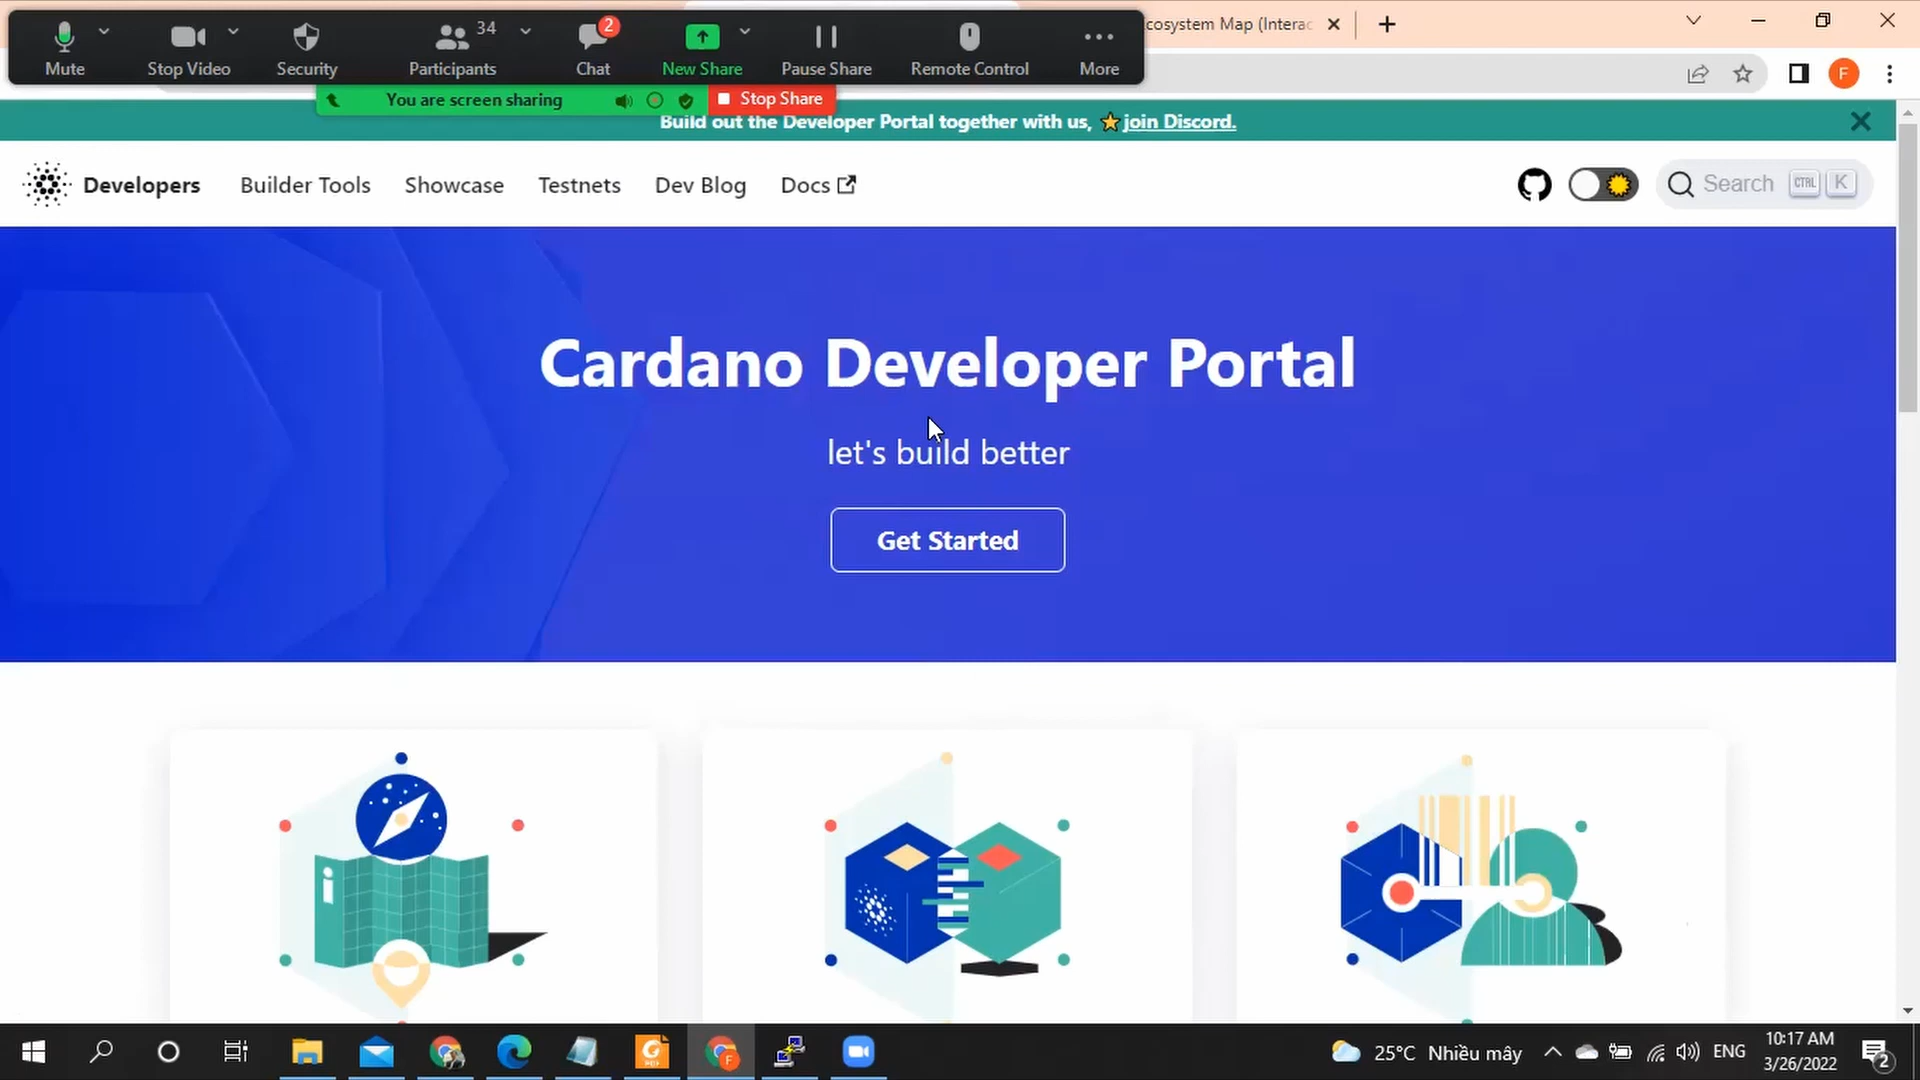 34
2
Mute
Stop Video
Security
Participants
Chat
New Share
Pause Share
Remote Control
More
cosystem Map (Interac
F
You are screen sharing
Stop Share
Build out the Developer Portal together with us, ⭐ join Discord.
Developers
Builder Tools
Showcase
Testnets
Dev Blog
Docs
Search
CTRL
K
Cardano Developer Portal
let's build better
Get Started
i
G
PDF
F
25°C Nhiều mây
ENG
10:17 AM
3/26/2022
2